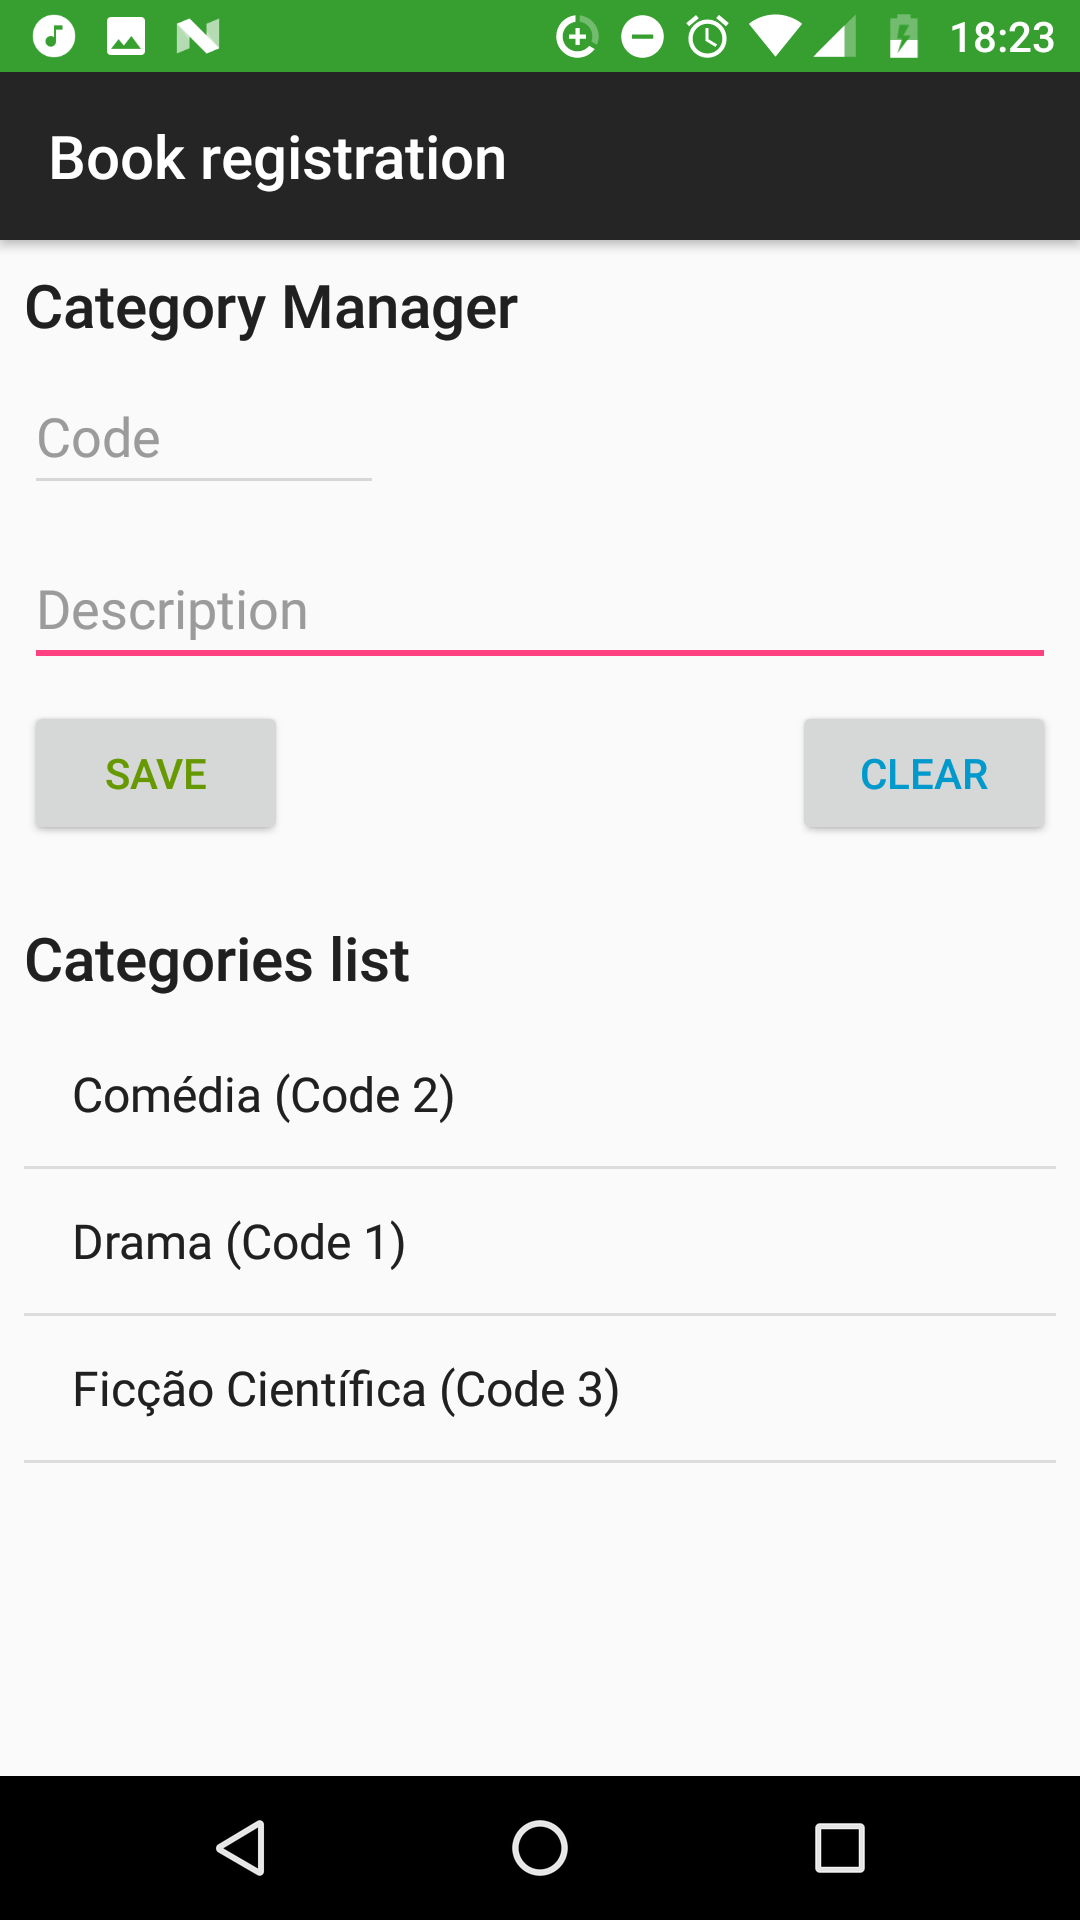 18:23
Book registration
Category Manager
Code
Description
SAVE
CLEAR
Categories list
Comédia (Code 2)
Drama (Code 1)
Ficção Científica (Code 3)